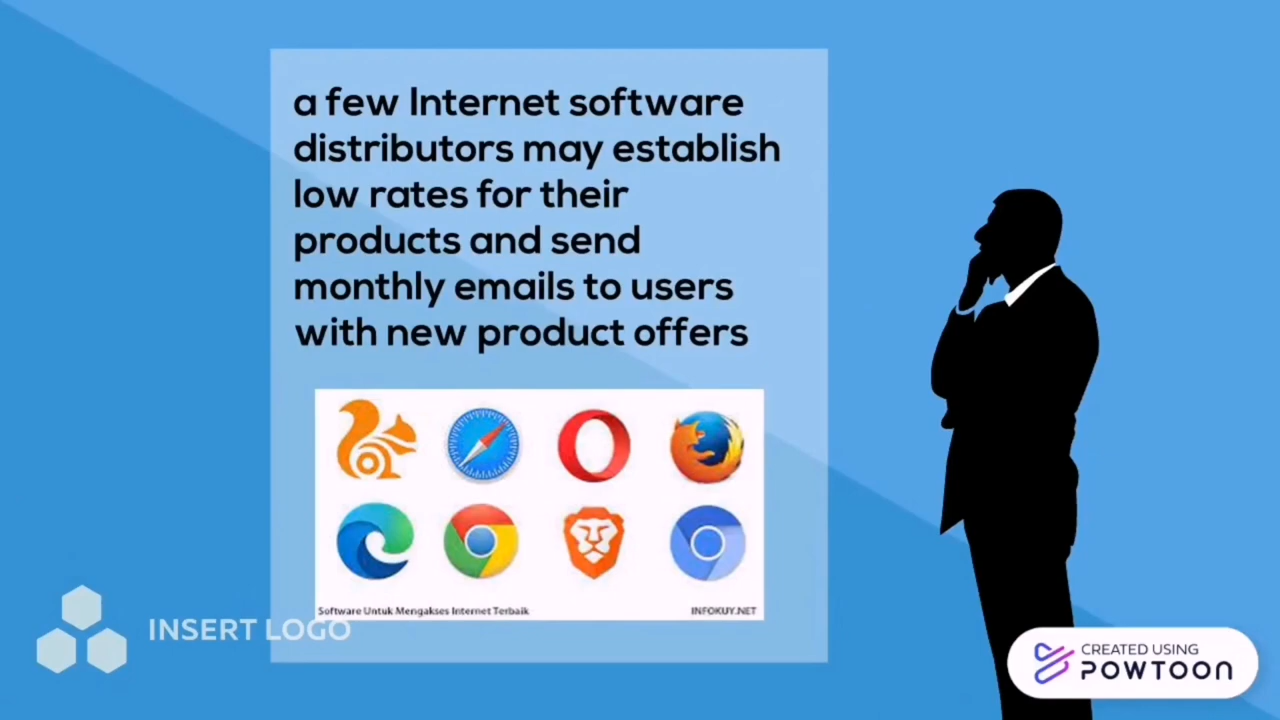 a few Internet software
distributors may establish
low rates for their
products and send
monthly emails to users
with new product offers
Software Untuk Mengakses Internet Terbaik
INFOKUY.NET
INSERT LOGO
CREATED USING
POWTOON